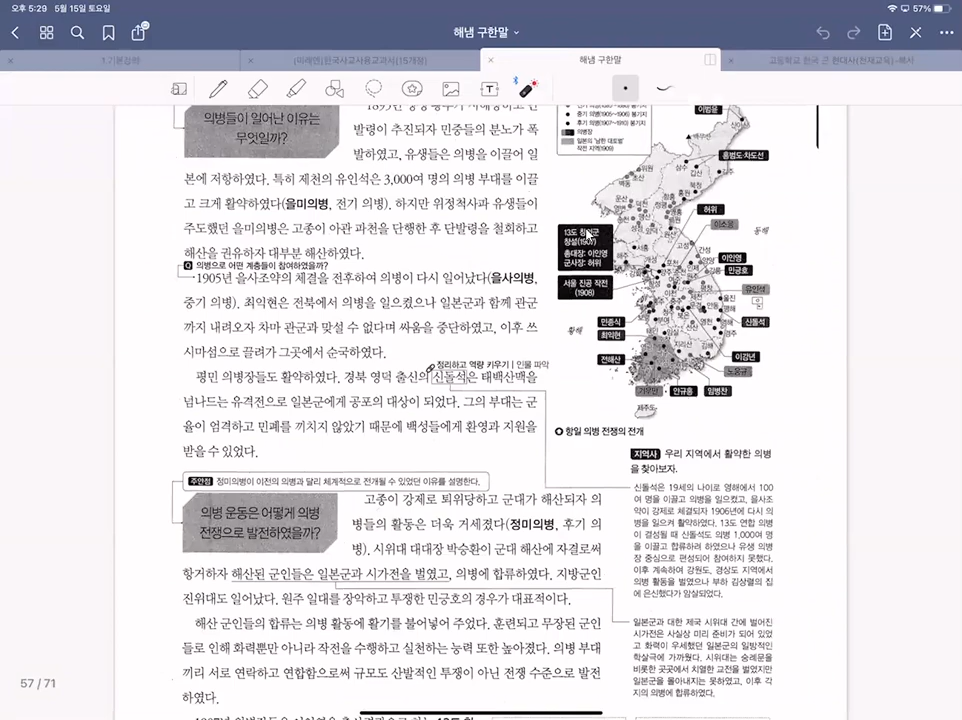 오후 5:29 5월 15일 토요일
57%
해냄 구한말
1.기본강의
해냄 구한말
의병들이 일어난 이유는
무엇일까?
발령이 추진되자 민중들의 분노가 폭
발하였고, 유생들은 의병을 이끌어 일
본에 저항하였다. 특히 제천의 유인석은 3,000여 명의 의병 부대를 이끌
고 크게 활약하였다(을미의병, 전기 의병). 하지만 위정척사파 유생들이
주도했던 을미의병은 고종이 아관 파천을 단행한 후 단발령을 철회하고
해산을 권유하자 대부분 해산하였다.
Q 의병으로 어떤 계층들이 참여하였을까?
1905년 을사조약의 체결을 전후하여 의병이 다시 일어났다(을사의병,
중기 의병). 최익현은 전북에서 의병을 일으켰으나 일본군과 함께 관군
까지 내려오자 차마 관군과 맞설 수 없다며 싸움을 중단하였고, 이후 쓰
시마섬으로 끌려가 그곳에서 순국하였다.
정리하고 역량 키우기 | 인물 파악
평민 의병장들도 활약하였다. 경북 영덕 출신의 신돌석은 태백산맥을
넘나드는 유격전으로 일본군에게 공포의 대상이 되었다. 그의 부대는 군
율이 엄격하고 민폐를 끼치지 않았기 때문에 백성들에게 환영과 지원을
받을 수 있었다.
주안점 정미의병이 이전의 의병과 달리 체계적으로 전개될 수 있었던 이유를 설명한다.
의병 운동은 어떻게 의병
전쟁으로 발전하였을까?
고종이 강제로 퇴위당하고 군대가 해산되자 의
병들의 활동은 더욱 거세졌다(정미의병, 후기 의
병). 시위대 대대장 박승환이 군대 해산에 자결로써
항거하자 해산된 군인들은 일본군과 시가전을 벌였고, 의병에 합류하였다. 지방군인
진위대도 일어났다. 원주 일대를 장악하고 투쟁한 민긍호의 경우가 대표적이다.
해산 군인들의 합류는 의병 활동에 활기를 불어넣어 주었다. 훈련되고 무장된 군인
들로 인해 화력뿐만 아니라 작전을 수행하고 실천하는 능력 또한 높아졌다. 의병 부대
끼리 서로 연락하고 연합함으로써 규모도 산발적인 투쟁이 아닌 전쟁 수준으로 발전
하였다.
중기 의병(1905~1906) 봉기지
후기 의병(1907~1910) 봉기지
의병장
일본의 '남한 대토벌'
작전 지역(1909)
이범윤
홍범도·차도선
허위
이소응
13도 창의군
창설(1907)
총대장: 이인영
군사장: 허위
서울 진공 작전
(1908)
이인영
민긍호
유인석
민종식
최익현
전해산
신돌석
이강년
노응규
기우만
안규홍
임병찬
동해
황해
제주도
항일 의병 전쟁의 전개
지역사 우리 지역에서 활약한 의병
을 찾아보자.
신돌석은 19세의 나이로 영해에서 100
여 명을 이끌고 의병을 일으켰고, 을사조
약이 강제로 체결되자 1906년에 다시 의
병을 일으켜 활약하였다. 13도 연합 의병
이 결성될 때 신돌석도 의병 1,000여 명
을 이끌고 합류하려 하였으나 유생 의병
장 중심으로 편성되어 참여하지 못했다.
이후 계속하여 강원도, 경상도 지역에서
의병 활동을 벌였으나 부하 김상렬의 집
에 은신했다가 암살되었다.
일본군과 대한 제국 시위대 간에 벌어진
시가전은 사실상 미리 준비가 되어 있었
고 화력이 우세했던 일본군의 일방적인
학살극에 가까웠다. 시위대는 숭례문을
비롯한 곳곳에서 치열한 교전을 벌였지만
일본군을 몰아내지는 못하였고, 이후 각
지의 의병에 합류하였다.
57 / 71